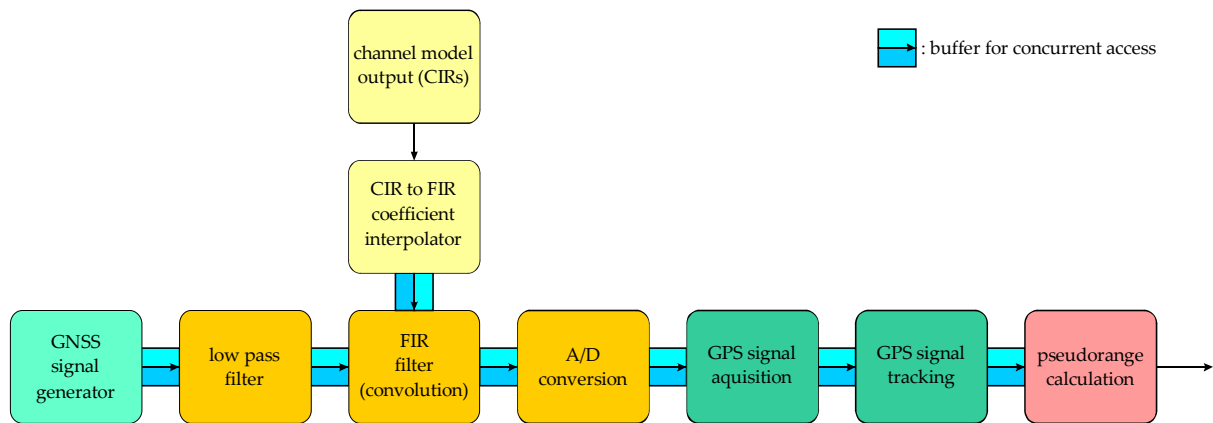 channel model
output (CIRs)
: buffer for concurrent access
CIR to FIR
coefficient
interpolator
GNSS
signal
generator
low pass
filter
FIR
filter
(convolution)
A/D
conversion
GPS signal
aquisition
GPS signal
tracking
pseudorange
calculation